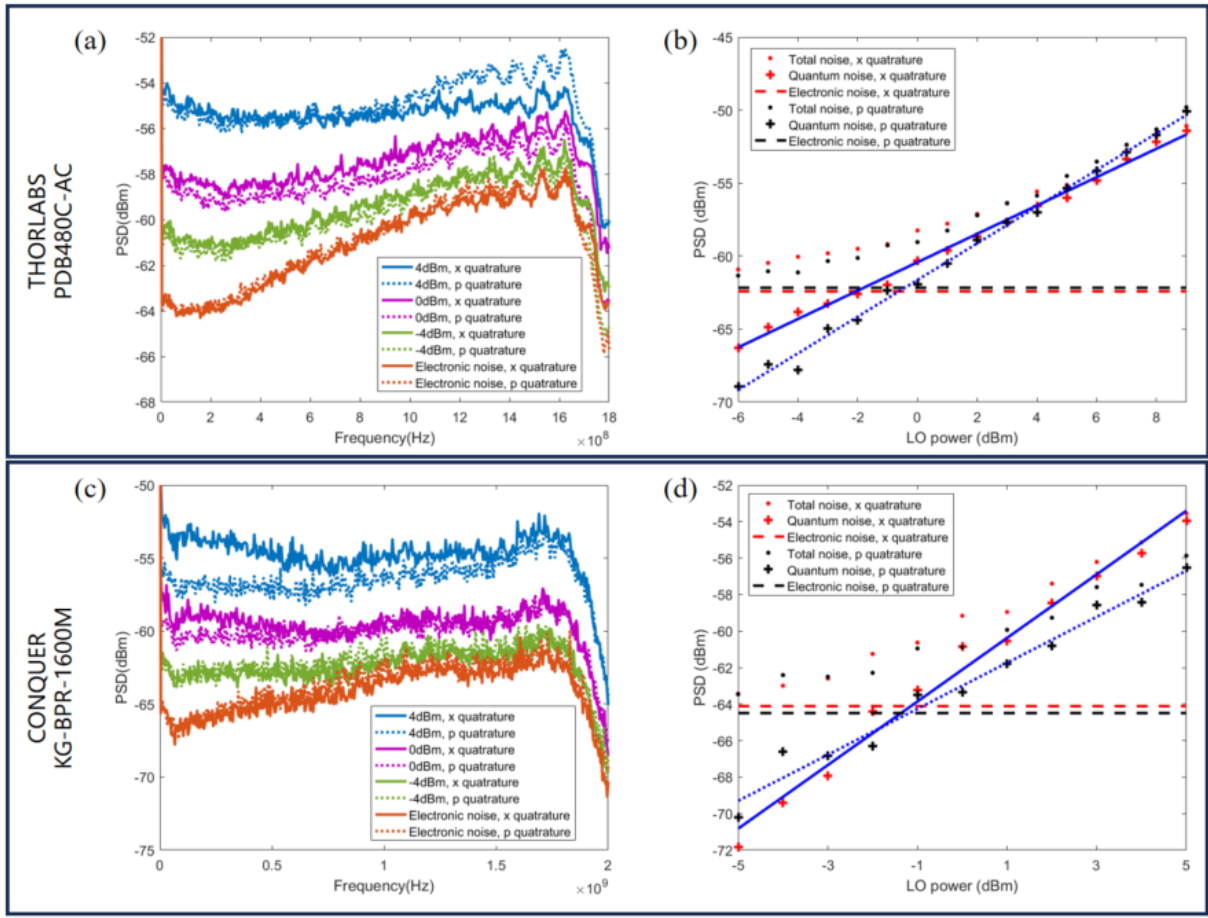 THORLABS
PDB480C-AC
(a)
-52
-54
-56
-58
-60
-62
-64
-66
-68
PSD(dBm)
4dBm, x quatrature
4dBm, p quatrature
0dBm, x quatrature
0dBm, p quatrature
-4dBm, x quatrature
-4dBm, p quatrature
Electronic noise, x quatrature
Electronic noise, p quatrature
0 2 4 6 8 10 12 14 16 18
Frequency(Hz)
× 10^8
(b)
-45
-50
-55
-60
-65
-70
PSD (dBm)
Total noise, x quatrature
Quantum noise, x quatrature
Electronic noise, x quatrature
Total noise, p quatrature
Quantum noise, p quatrature
Electronic noise, p quatrature
-6 -4 -2 0 2 4 6 8
LO power (dBm)
CONQUER
KG-BPR-1600M
(c)
-50
-55
-60
-65
-70
-75
PSD(dBm)
4dBm, x quatrature
4dBm, p quatrature
0dBm, x quatrature
0dBm, p quatrature
-4dBm, x quatrature
-4dBm, p quatrature
Electronic noise, x quatrature
Electronic noise, p quatrature
0 0.5 1 1.5 2
Frequency(Hz)
× 10^9
(d)
-52
-54
-56
-58
-60
-62
-64
-66
-68
-70
-72
PSD (dBm)
Total noise, x quatrature
Quantum noise, x quatrature
Electronic noise, x quatrature
Total noise, p quatrature
Quantum noise, p quatrature
Electronic noise, p quatrature
-5 -3 -1 1 3 5
LO power (dBm)